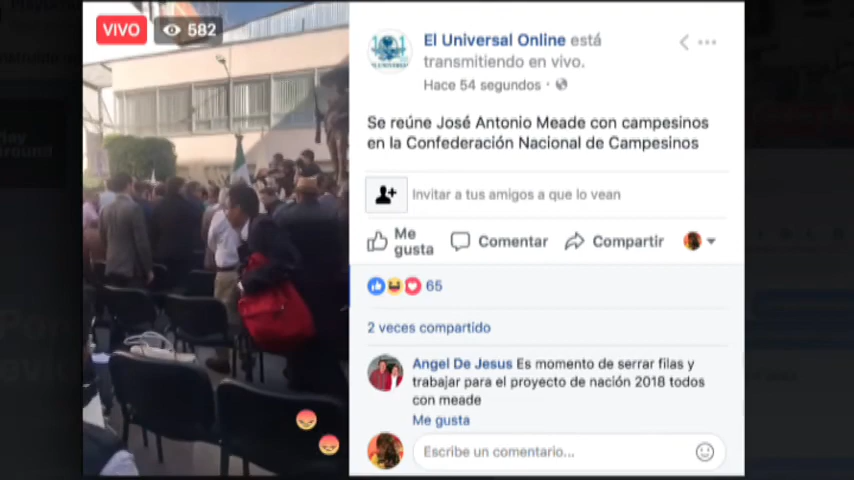 VIVO 582
El Universal Online está
transmitiendo en vivo.
Hace 54 segundos ·
Se reúne José Antonio Meade con campesinos
en la Confederación Nacional de Campesinos
Invitar a tus amigos a que lo vean
Me gusta Comentar Compartir
65
2 veces compartido
Angel De Jesus Es momento de serrar filas y
trabajar para el proyecto de nación 2018 todos
con meade
Me gusta
Escribe un comentario...